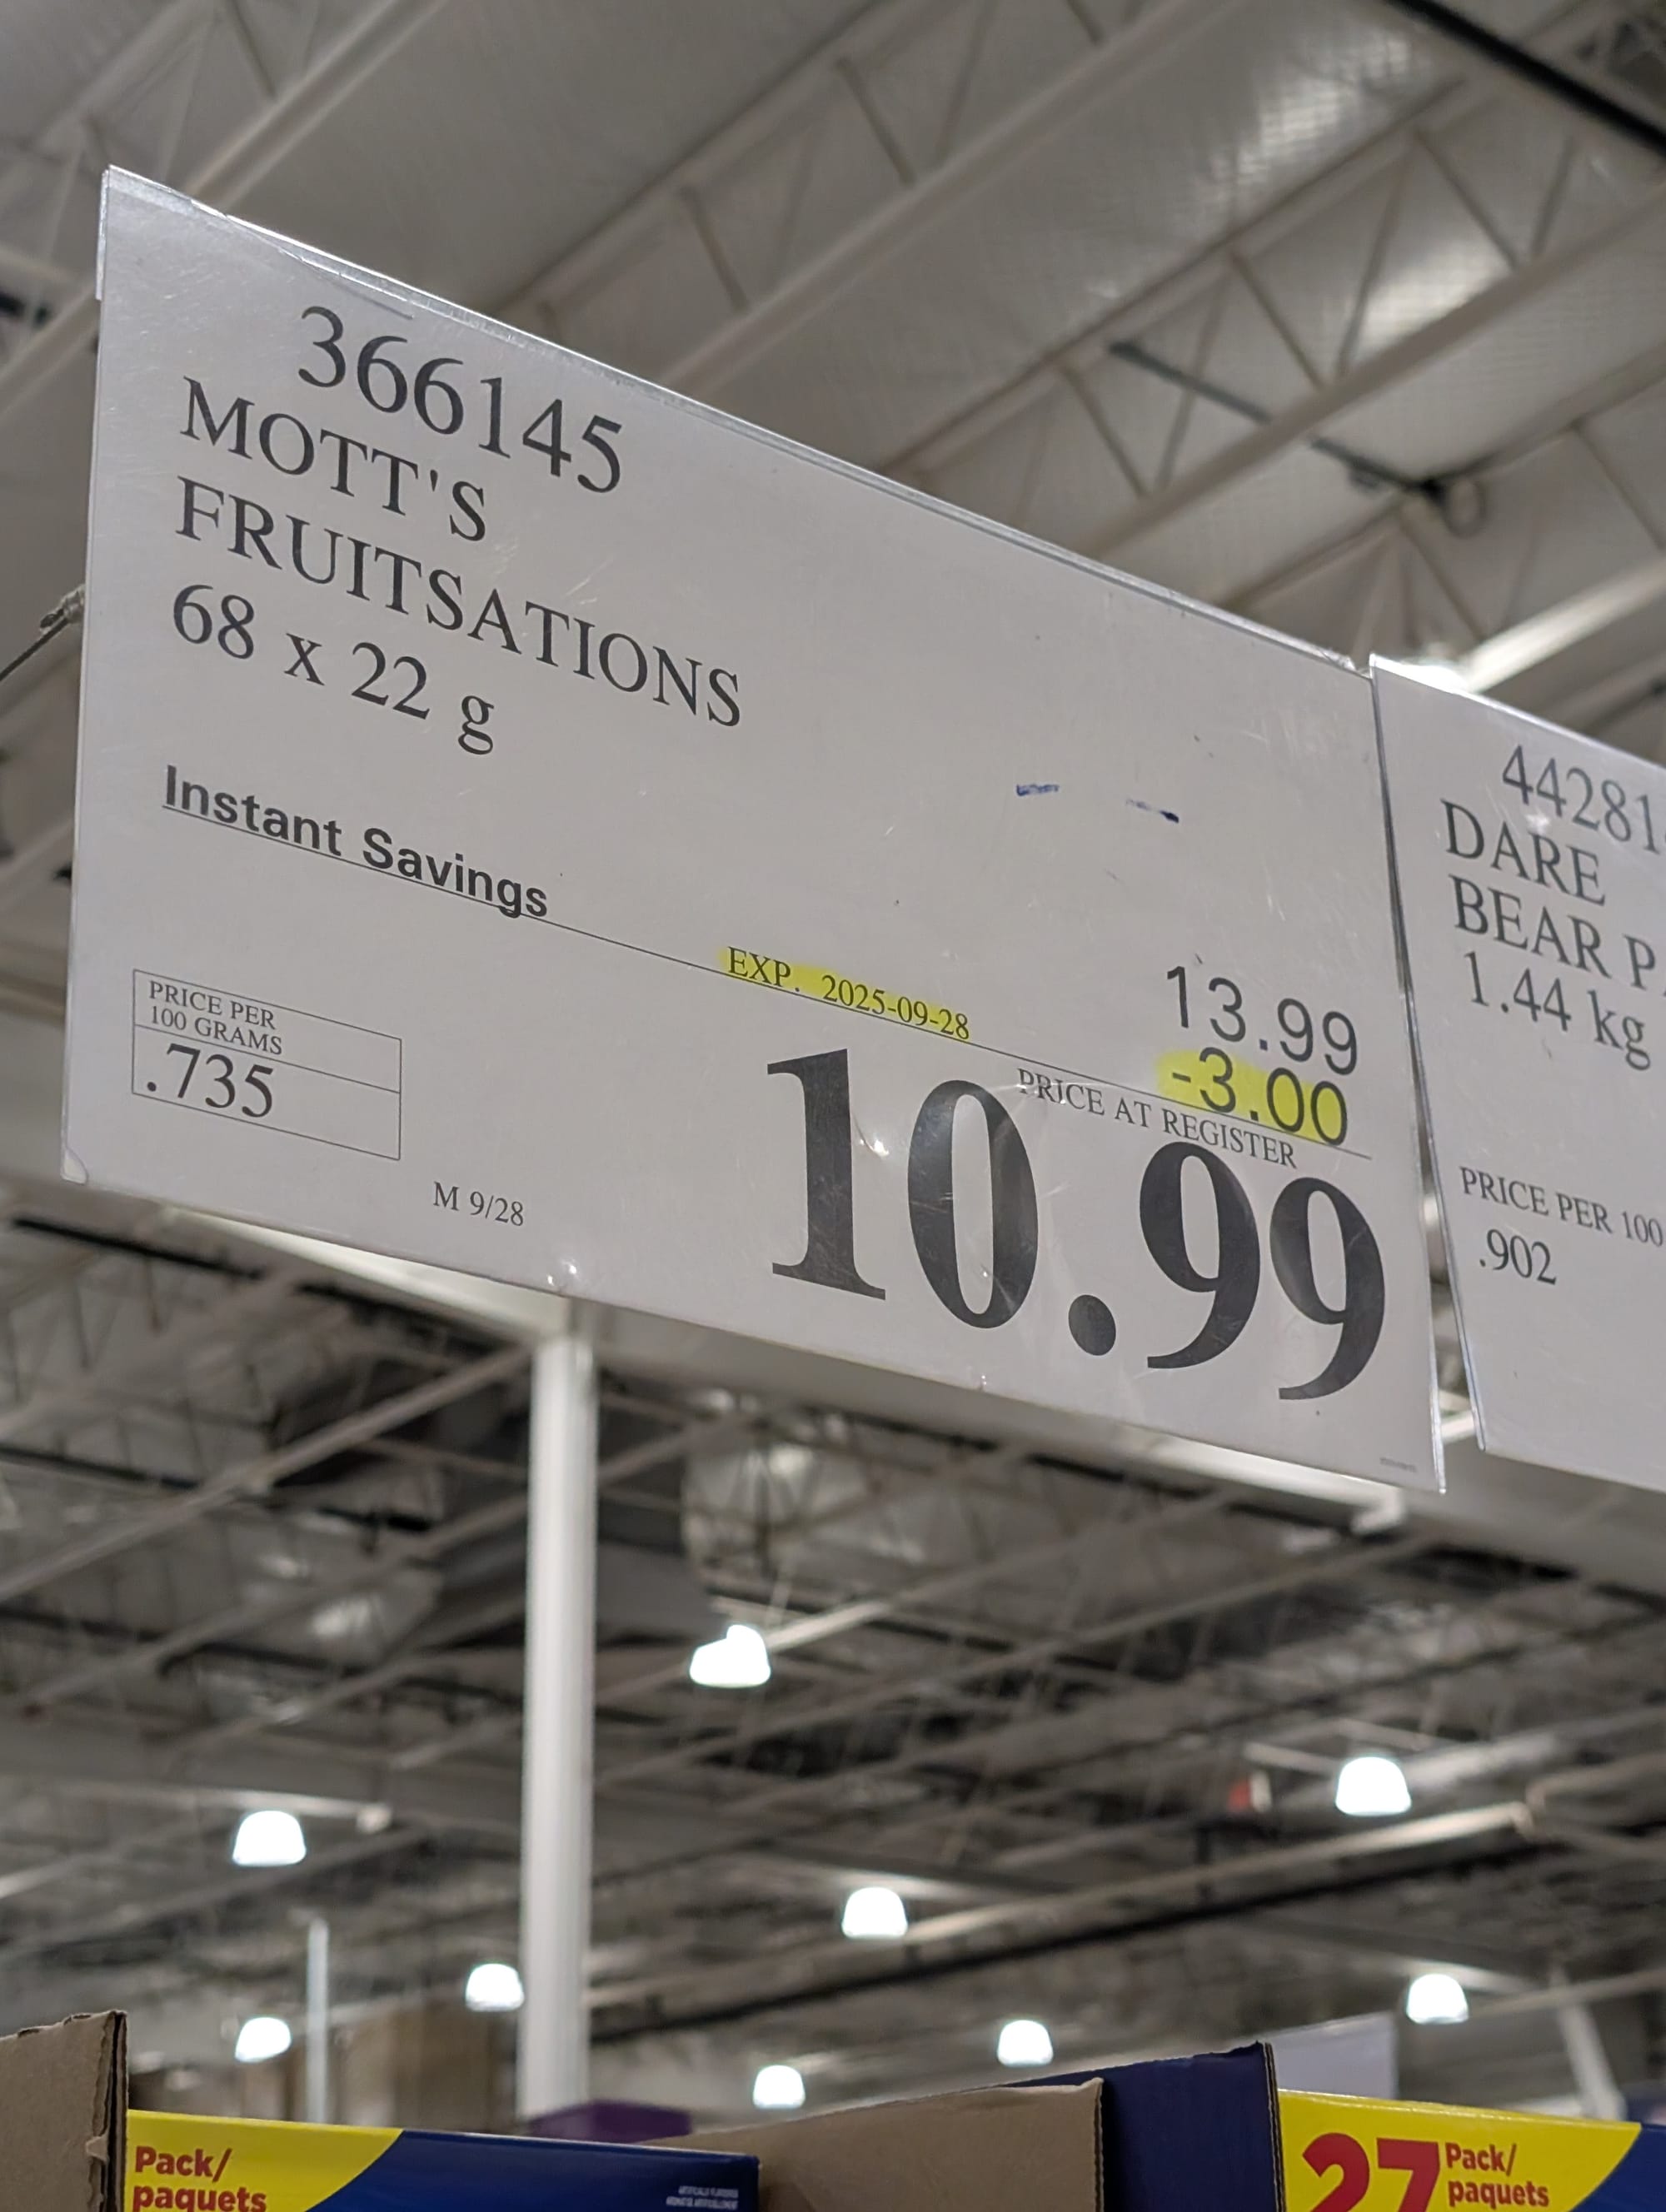 366145
MOTT'S
FRUITSATIONS
68 x 22 g
Instant Savings
EXP. 2025-09-28
13.99
-3.00
PRICE AT REGISTER
10.99
PRICE PER
100 GRAMS
.735
M 9/28
44281
DARE
BEAR P
1.44 kg
PRICE PER 100
.902
Pack/
paquets
27 Pack/
paquets